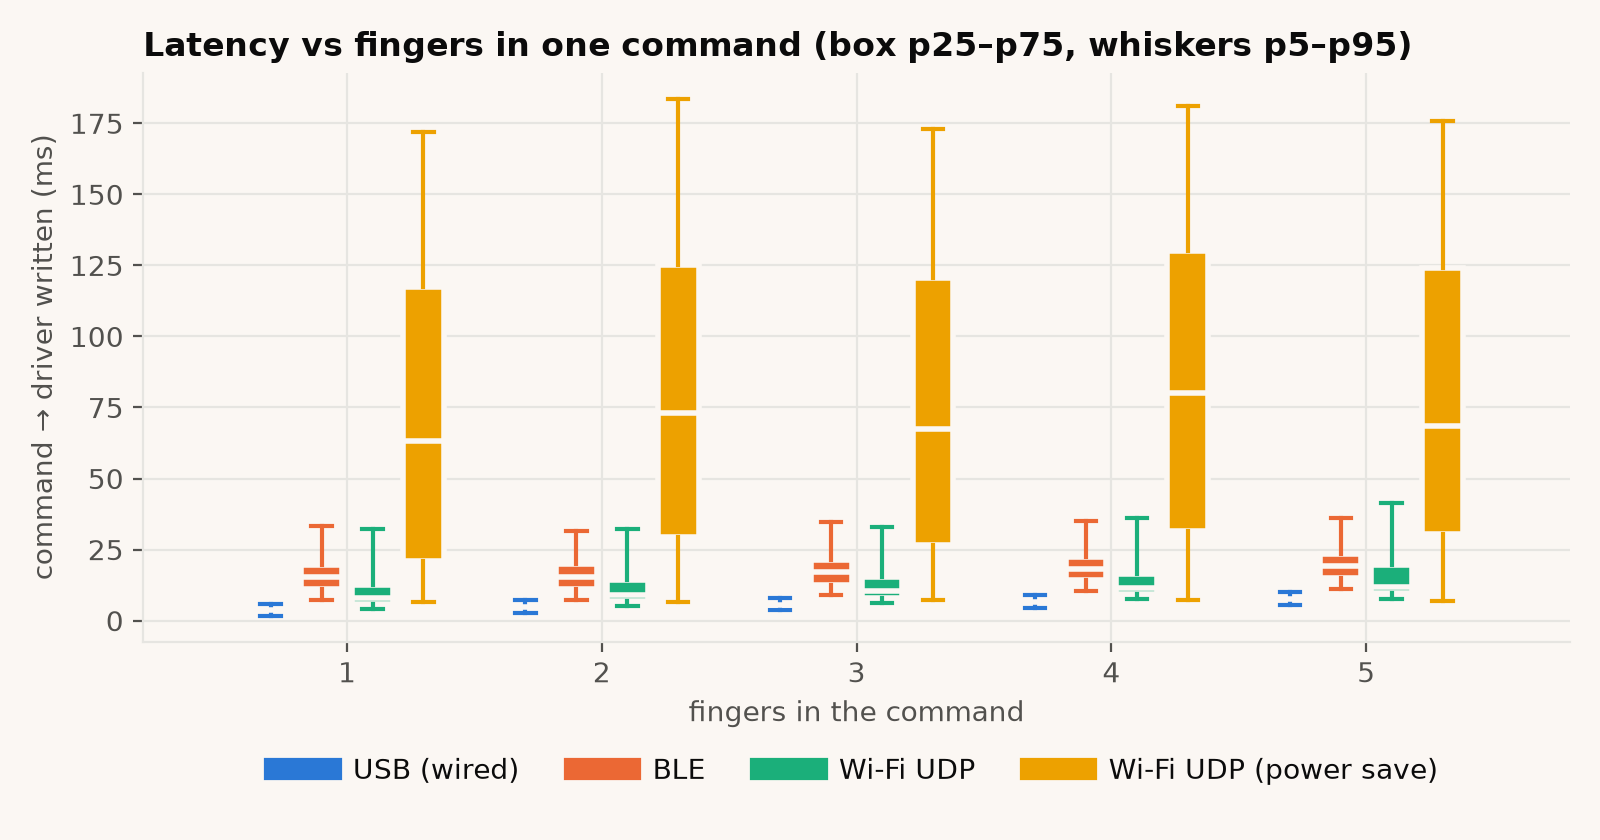 Latency vs fingers in one command (box p25–p75, whiskers p5–p95)
command → driver written (ms)
175
150
125
100
75
50
25
0
1 2 3 4 5
fingers in the command
USB (wired) BLE Wi-Fi UDP Wi-Fi UDP (power save)